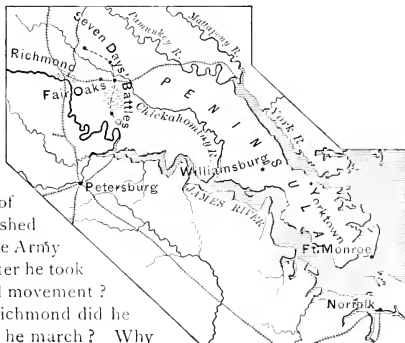 Pamunkey R.
Mattapony R.
Seven Days' Battles
Richmond
Fair Oaks
PENINSULA
Chickahominy R.
York R.
Williamsburg
Yorktown
JAMES RIVER
Petersburg
Ft. Monroe
Norfolk
of
shed
e Army
ter he took
l movement ?
ichmond did he
he march ? Why